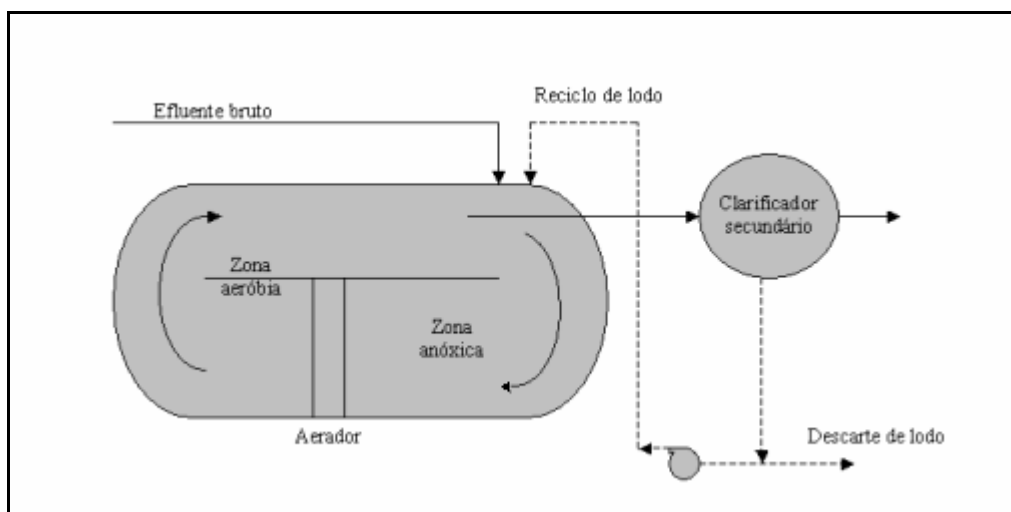 Reciclo de lodo
Efluente bruto
Clarificador
secundário
Zona
aeróbia
Zona
anóxica
Aerador
Descarte de lodo